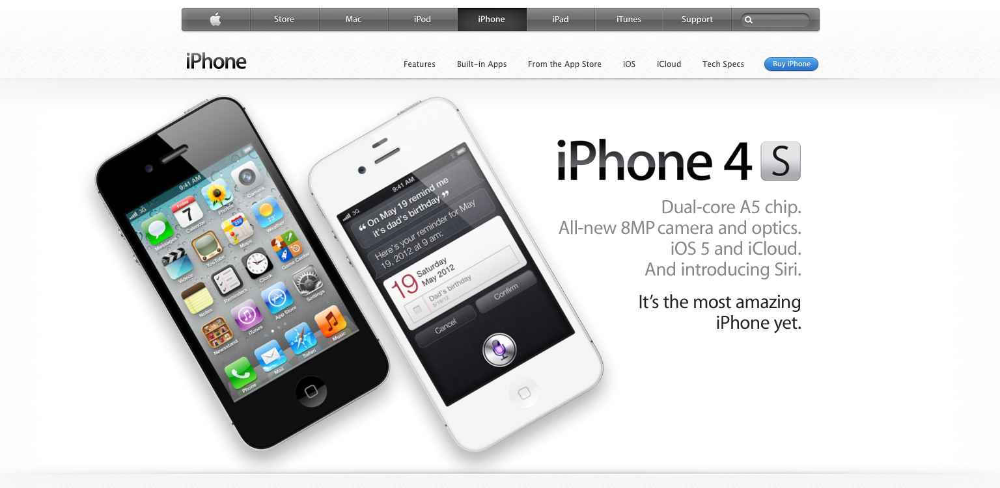 Store Mac iPod iPhone iPad iTunes Support
iPhone
Features Built-in Apps From the App Store iOS iCloud Tech Specs Buy iPhone
3G 9:41 AM
Messages Calendar Photos Camera
Friday
7
Videos YouTube Maps Weather
280
73°
Notes Reminders Clock Game Center
Newsstand iTunes App Store Settings
Phone Mail Safari Music
3G 9:41 AM
“ On May 19 remind me
it’s dad’s birthday ”
Here’s your reminder for May
19, 2012 at 9 am:
19 Saturday
May 2012
Dad’s birthday
5/19/12
Cancel Confirm
iPhone 4 S
Dual-core A5 chip.
All-new 8MP camera and optics.
iOS 5 and iCloud.
And introducing Siri.
It’s the most amazing
iPhone yet.